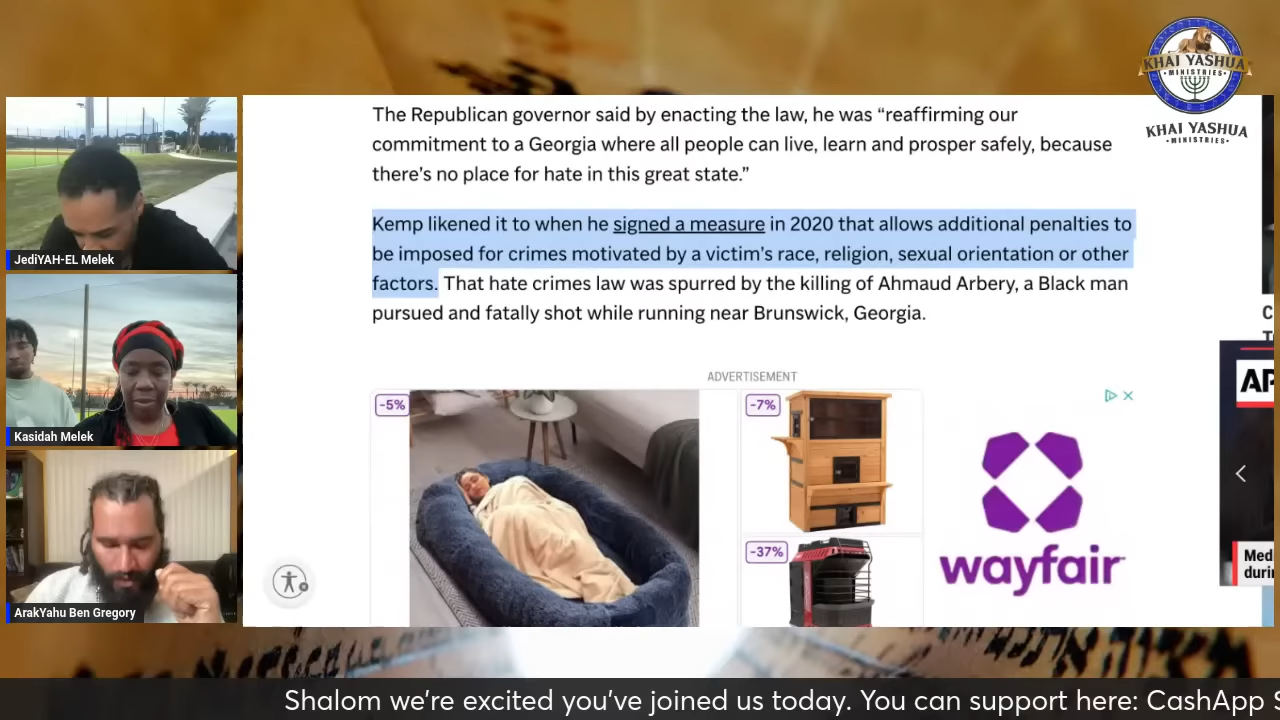 KHAI YASHUA
MINISTRIES
KHAI YASHUA
MINISTRIES
JediYAH-EL Melek
Kasidah Melek
ArakYahu Ben Gregory
The Republican governor said by enacting the law, he was “reaffirming our
commitment to a Georgia where all people can live, learn and prosper safely, because
there’s no place for hate in this great state.”
Kemp likened it to when he signed a measure in 2020 that allows additional penalties to
be imposed for crimes motivated by a victim’s race, religion, sexual orientation or other
factors. That hate crimes law was spurred by the killing of Ahmaud Arbery, a Black man
pursued and fatally shot while running near Brunswick, Georgia.
ADVERTISEMENT
-5%
-7%
-37%
wayfair
AP
Med
duri
Shalom we're excited you've joined us today. You can support here: CashApp